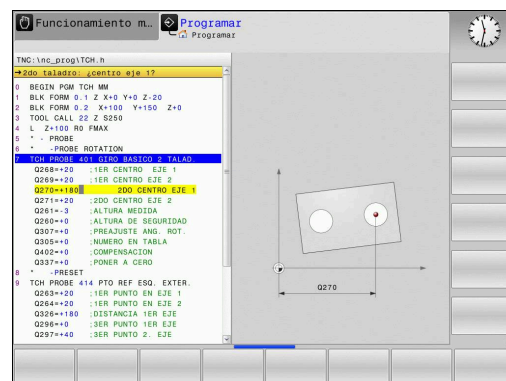 Funcionamiento m...
Programar
Programar
TNC:\nc_prog\TCH.h
→2do taladro: ¿centro eje 1?
0 BEGIN PGM TCH MM
1 BLK FORM 0.1 Z X+0 Y+0 Z-20
2 BLK FORM 0.2 X+100 Y+150 Z+0
3 TOOL CALL 22 Z S250
4 L Z+100 R0 FMAX
5 * - PROBE
6 * -PROBE ROTATION
7 TCH PROBE 401 GIRO BASICO 2 TALAD.
Q268=+20 ;1ER CENTRO EJE 1
Q269=+20 ;1ER CENTRO EJE 2
Q270=+180 2DO CENTRO EJE 1
Q271=+20 ;2DO CENTRO EJE 2
Q261=-3 ;ALTURA MEDIDA
Q260=+0 ;ALTURA DE SEGURIDAD
Q307=+0 ;PREAJUSTE ANG. ROT.
Q305=+0 ;NUMERO EN TABLA
Q402=+0 ;COMPENSACION
Q337=+0 ;PONER A CERO
8 * -PRESET
9 TCH PROBE 414 PTO REF ESQ. EXTER.
Q263=+20 ;1ER PUNTO EN EJE 1
Q264=+20 ;1ER PUNTO EN EJE 2
Q326=+180 ;DISTANCIA 1ER EJE
Q296=+0 ;3ER PUNTO 1ER EJE
Q297=+40 ;3ER PUNTO 2. EJE
Q270